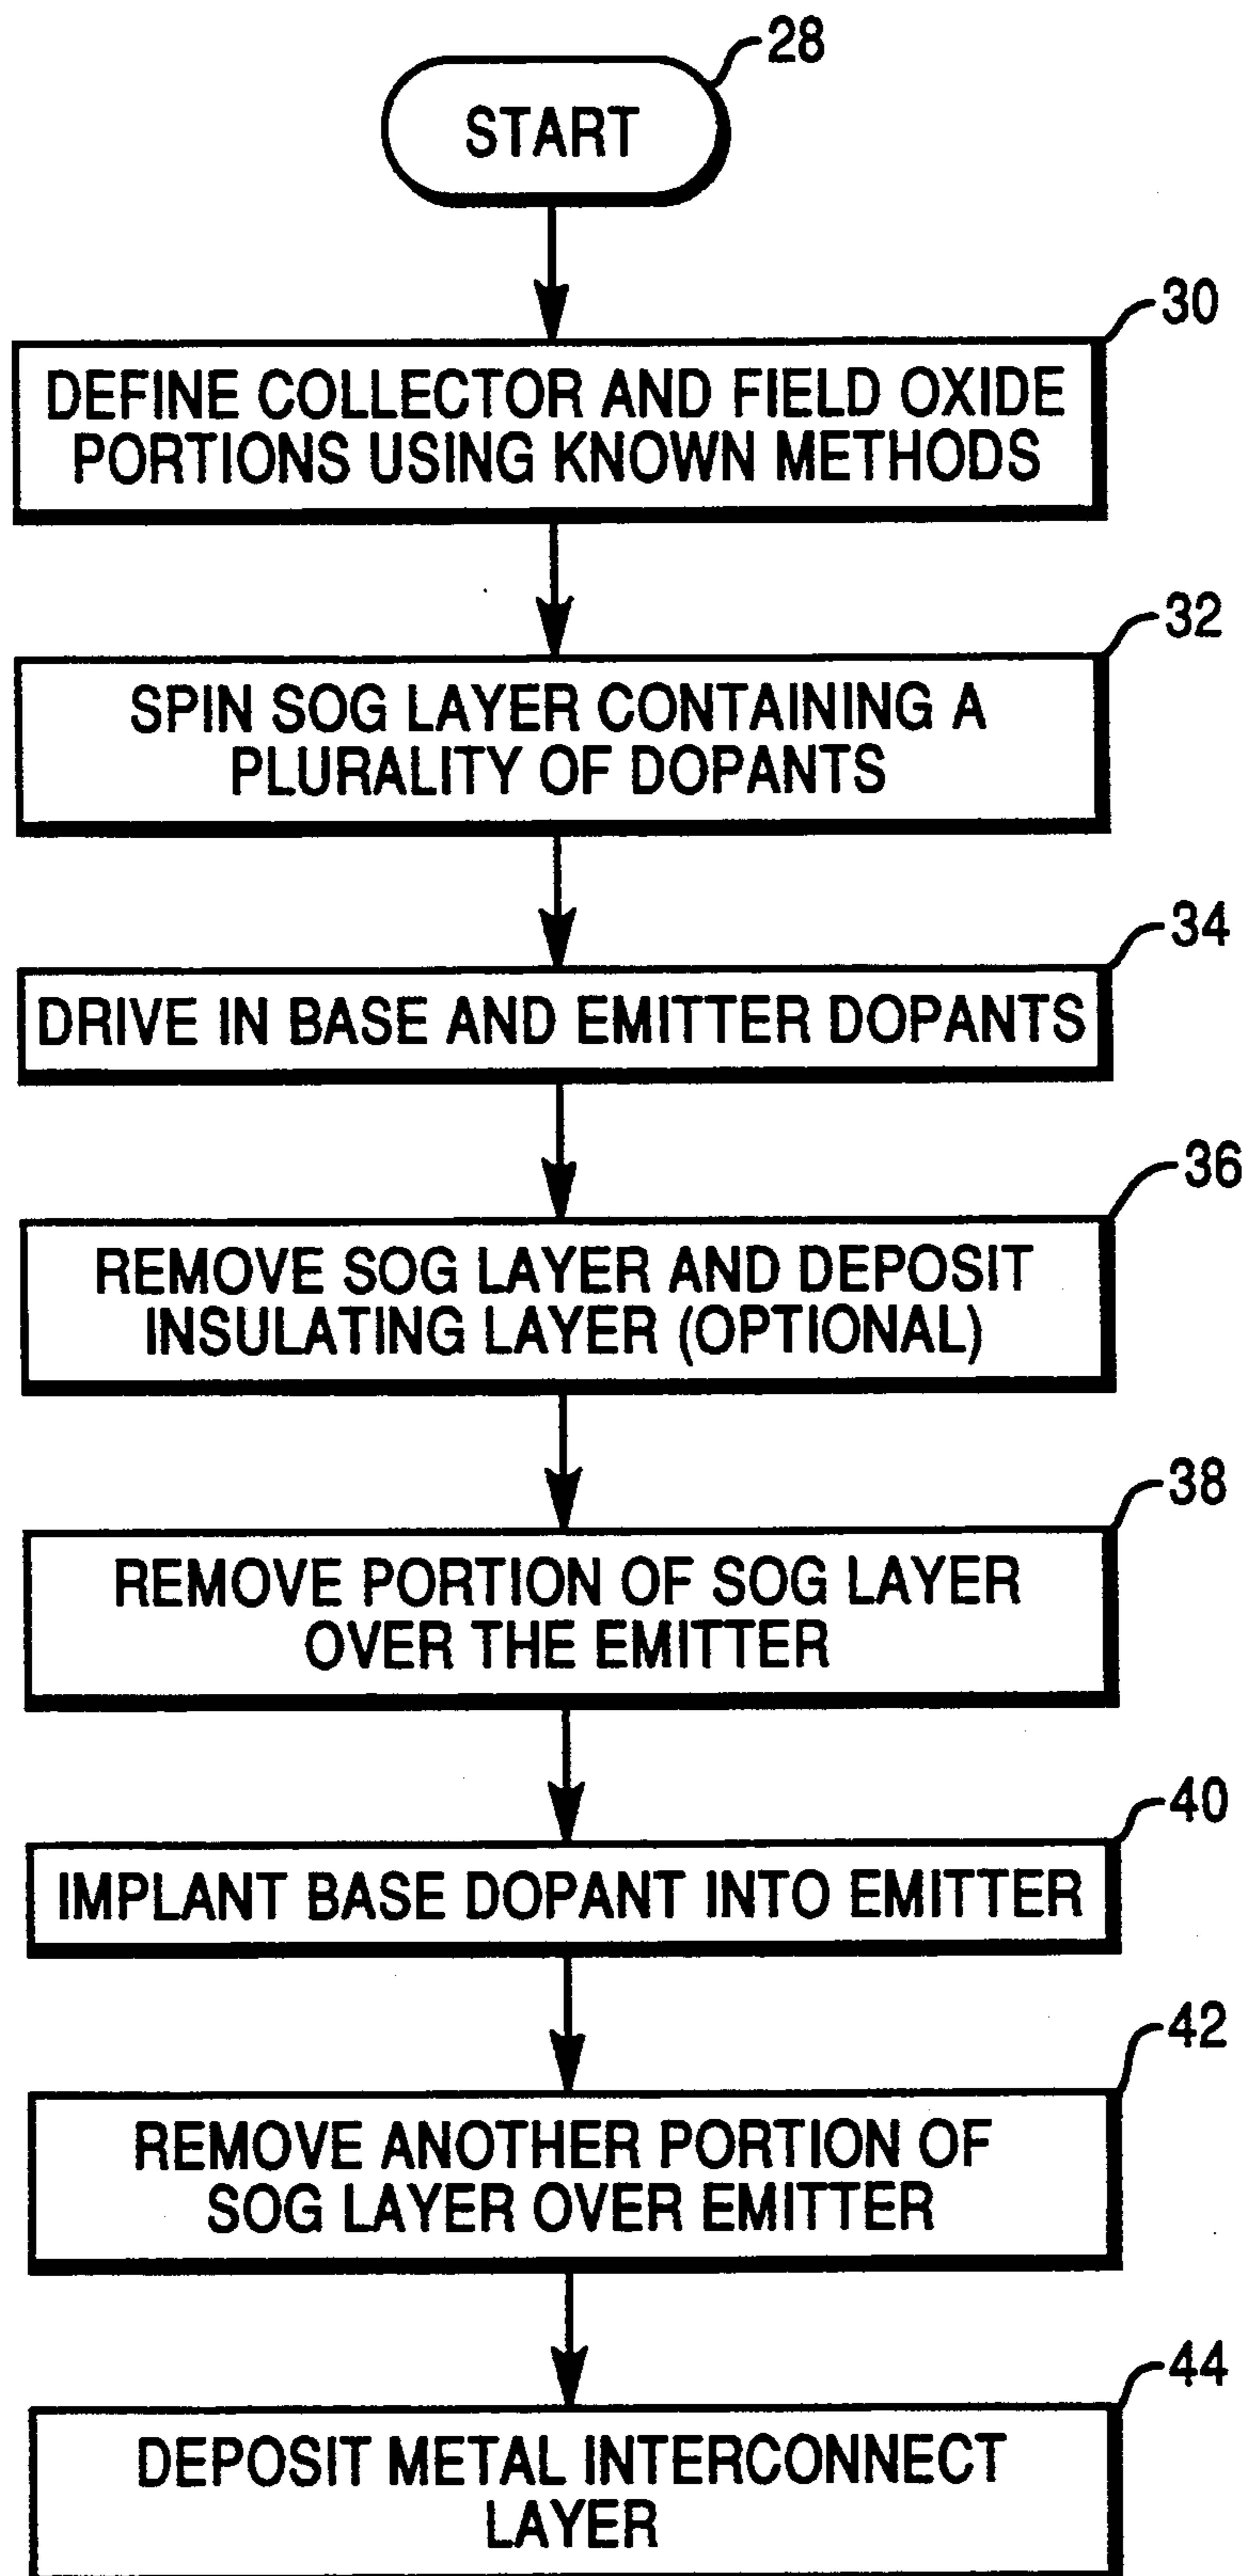 28
START
30
DEFINE COLLECTOR AND FIELD OXIDE
PORTIONS USING KNOWN METHODS
32
SPIN SOG LAYER CONTAINING A
PLURALITY OF DOPANTS
34
DRIVE IN BASE AND EMITTER DOPANTS
36
REMOVE SOG LAYER AND DEPOSIT
INSULATING LAYER (OPTIONAL)
38
REMOVE PORTION OF SOG LAYER
OVER THE EMITTER
40
IMPLANT BASE DOPANT INTO EMITTER
42
REMOVE ANOTHER PORTION OF
SOG LAYER OVER EMITTER
44
DEPOSIT METAL INTERCONNECT
LAYER